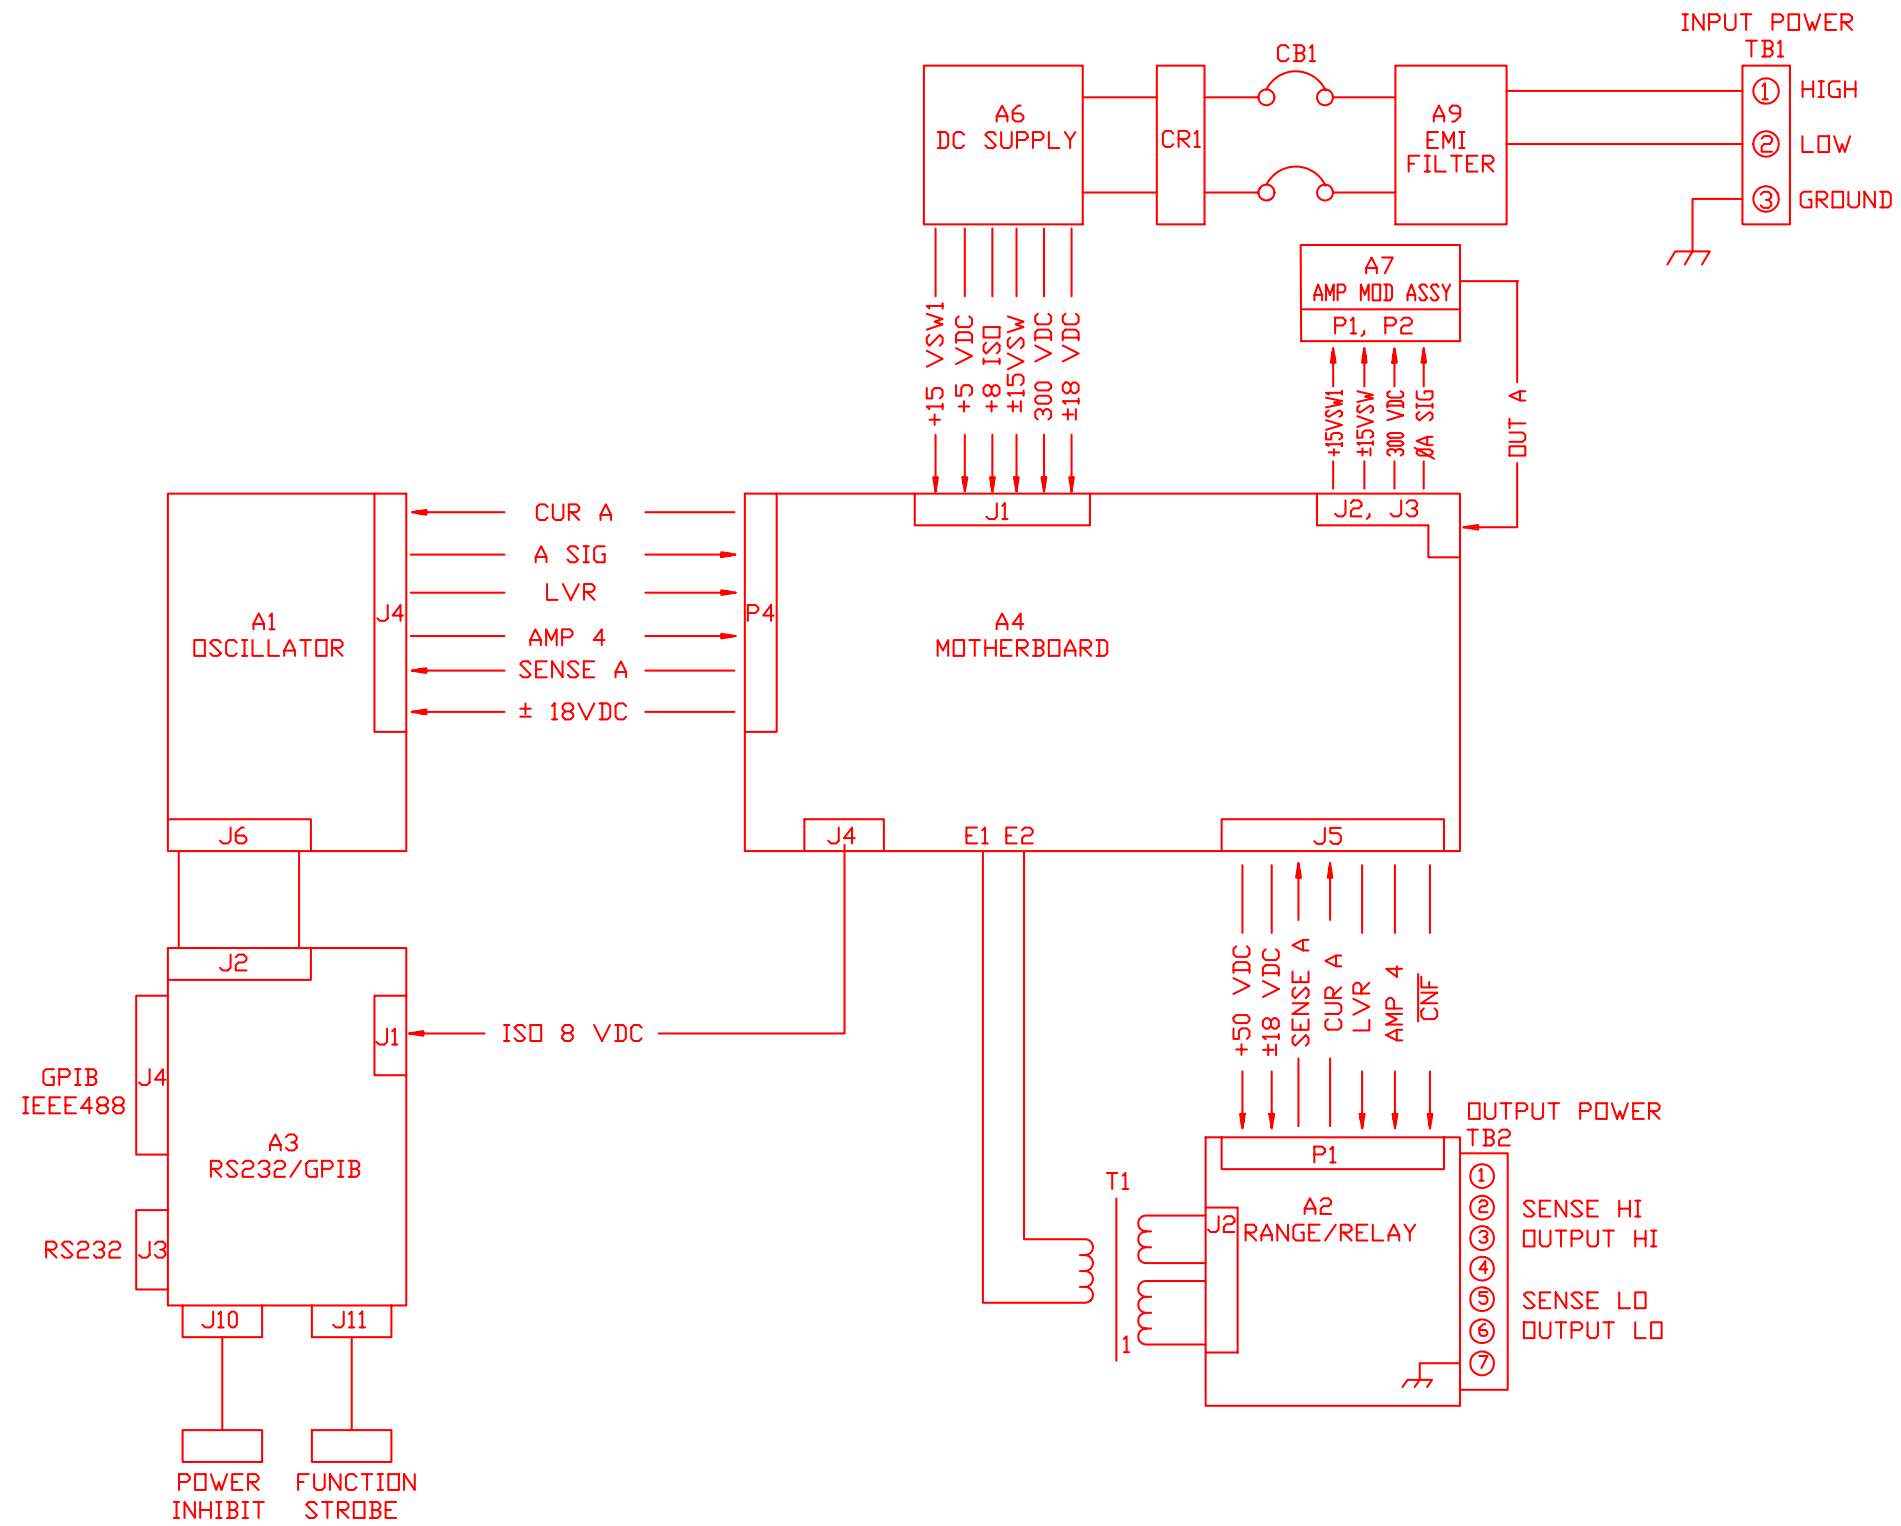 INPUT POWER
TB1
1 HIGH
2 LOW
3 GROUND
CB1
A6
DC SUPPLY
CR1
A9
EMI
FILTER
A7
AMP MOD ASSY
P1, P2
+15 VSW1
+5 VDC
+8 ISO
±15VSW
300 VDC
±18 VDC
+15VSW1
±15VSW
300 VDC
ØA SIG
OUT A
J1
J2, J3
CUR A
A SIG
LVR
AMP 4
SENSE A
± 18VDC
J4
P4
A1
OSCILLATOR
A4
MOTHERBOARD
J6
J4
E1 E2
J5
J2
J1
ISO 8 VDC
+50 VDC
±18 VDC
SENSE A
CUR A
LVR
AMP 4
CNF
GPIB
IEEE488
J4
A3
RS232/GPIB
RS232
J3
J10
J11
POWER
INHIBIT
FUNCTION
STROBE
T1
1
P1
J2
A2
RANGE/RELAY
OUTPUT POWER
TB2
1
2 SENSE HI
3 OUTPUT HI
4
5 SENSE LO
6 OUTPUT LO
7